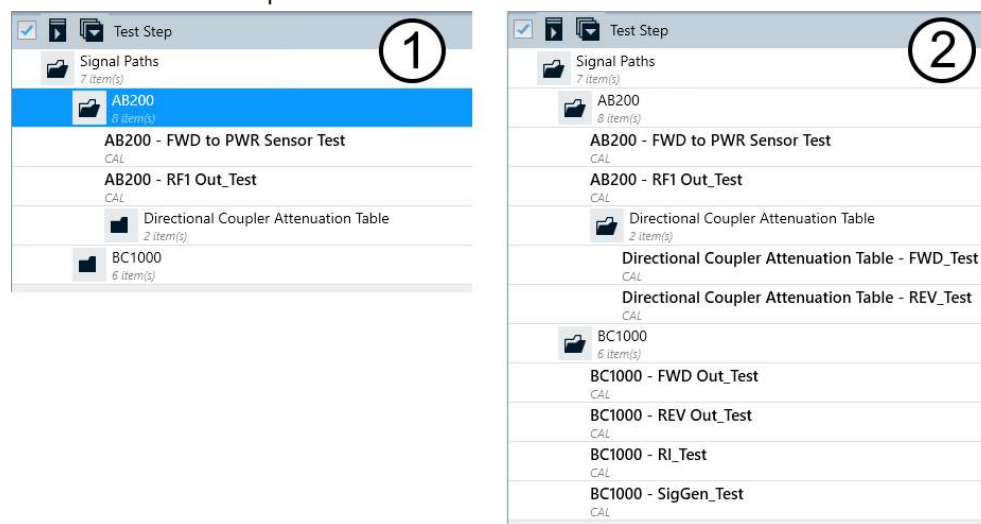 Test Step
1
Signal Paths
7 item(s)
AB200
8 item(s)
AB200 - FWD to PWR Sensor Test
CAL
AB200 - RF1 Out_Test
CAL
Directional Coupler Attenuation Table
2 item(s)
BC1000
6 item(s)
Test Step
2
Signal Paths
7 item(s)
AB200
8 item(s)
AB200 - FWD to PWR Sensor Test
CAL
AB200 - RF1 Out_Test
CAL
Directional Coupler Attenuation Table
2 item(s)
Directional Coupler Attenuation Table - FWD_Test
CAL
Directional Coupler Attenuation Table - REV_Test
CAL
BC1000
6 item(s)
BC1000 - FWD Out_Test
CAL
BC1000 - REV Out_Test
CAL
BC1000 - RI_Test
CAL
BC1000 - SigGen_Test
CAL